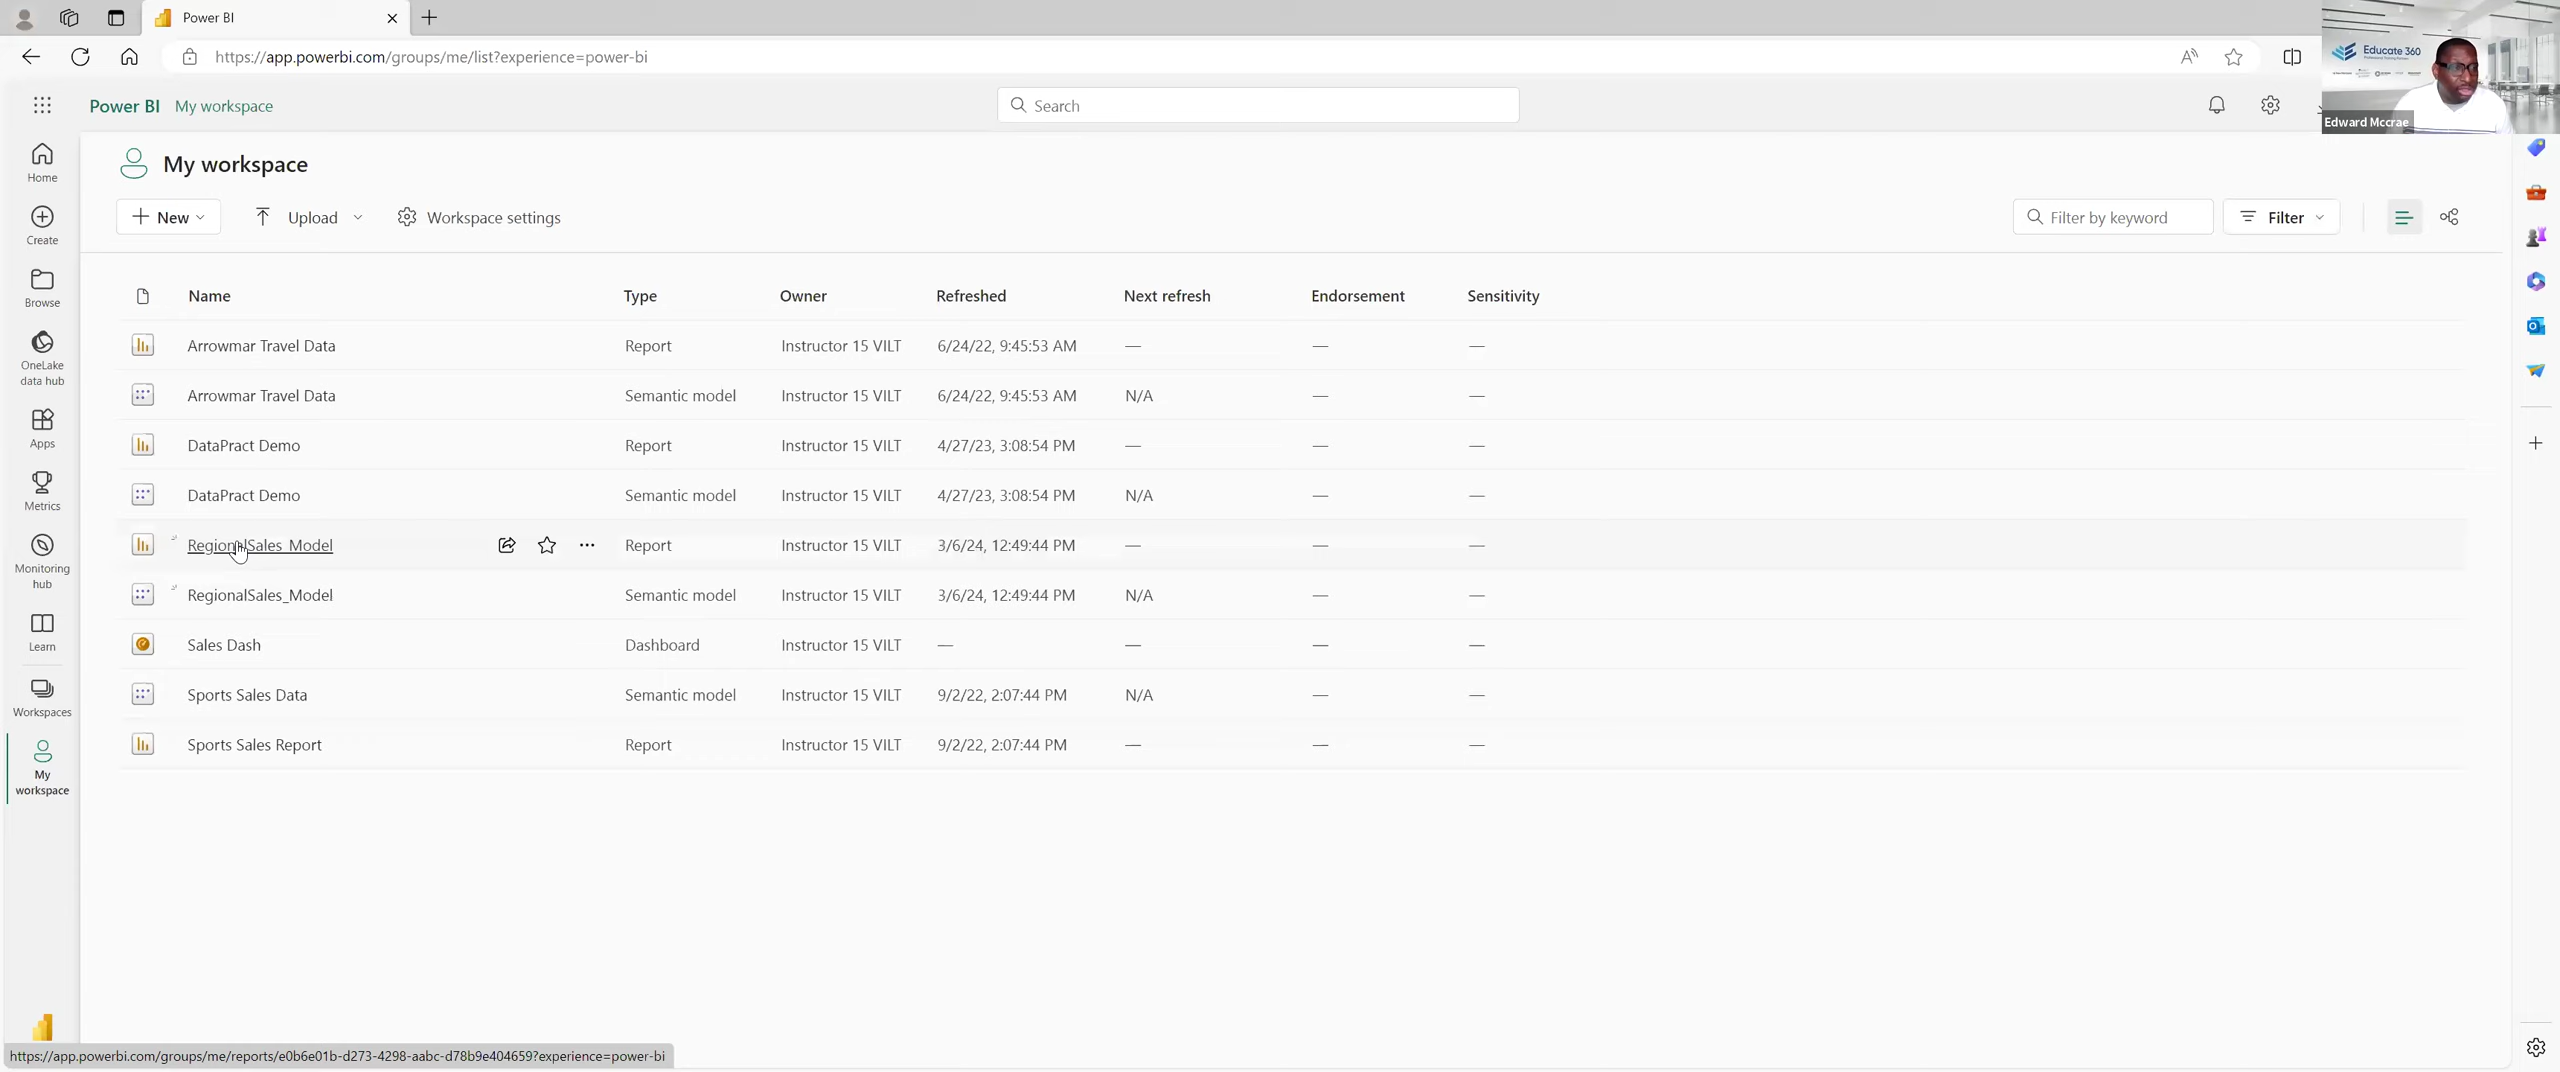 Power BI
https://app.powerbi.com/groups/me/list?experience=power-bi
Educate 360
Edward Mccrae
Power BI My workspace
Search
Home
Create
Browse
OneLake
data hub
Apps
Metrics
Monitoring
hub
Learn
Workspaces
My
workspace
My workspace
New
Upload
Workspace settings
Filter by keyword
Filter
Name Type Owner Refreshed Next refresh Endorsement Sensitivity
Arrowmar Travel Data Report Instructor 15 VILT 6/24/22, 9:45:53 AM — — —
Arrowmar Travel Data Semantic model Instructor 15 VILT 6/24/22, 9:45:53 AM N/A — —
DataPract Demo Report Instructor 15 VILT 4/27/23, 3:08:54 PM — — —
DataPract Demo Semantic model Instructor 15 VILT 4/27/23, 3:08:54 PM N/A — —
RegionalSales_Model Report Instructor 15 VILT 3/6/24, 12:49:44 PM — — —
RegionalSales_Model Semantic model Instructor 15 VILT 3/6/24, 12:49:44 PM N/A — —
Sales Dash Dashboard Instructor 15 VILT — — — —
Sports Sales Data Semantic model Instructor 15 VILT 9/2/22, 2:07:44 PM N/A — —
Sports Sales Report Report Instructor 15 VILT 9/2/22, 2:07:44 PM — — —
https://app.powerbi.com/groups/me/reports/e0b6e01b-d273-4298-aabc-d78b9e404659?experience=power-bi